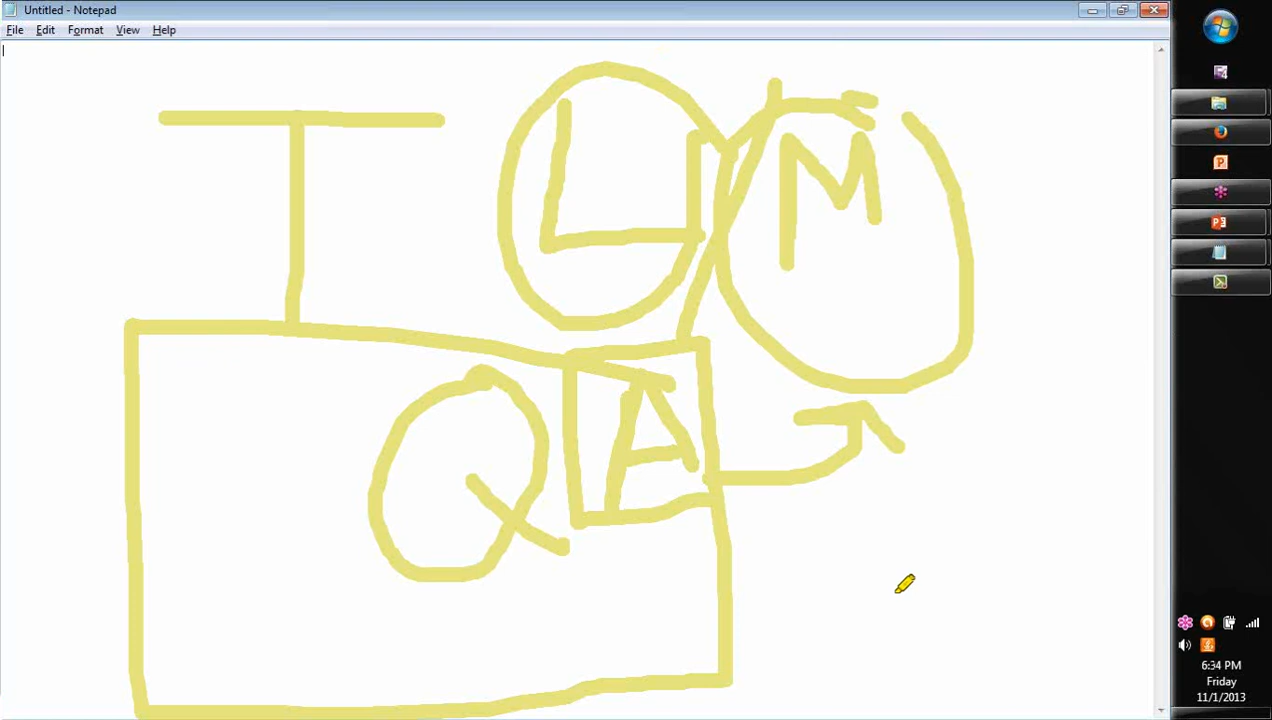 Untitled - Notepad
File Edit Format View Help
T L M
Q A
6:34 PM
Friday
11/1/2013